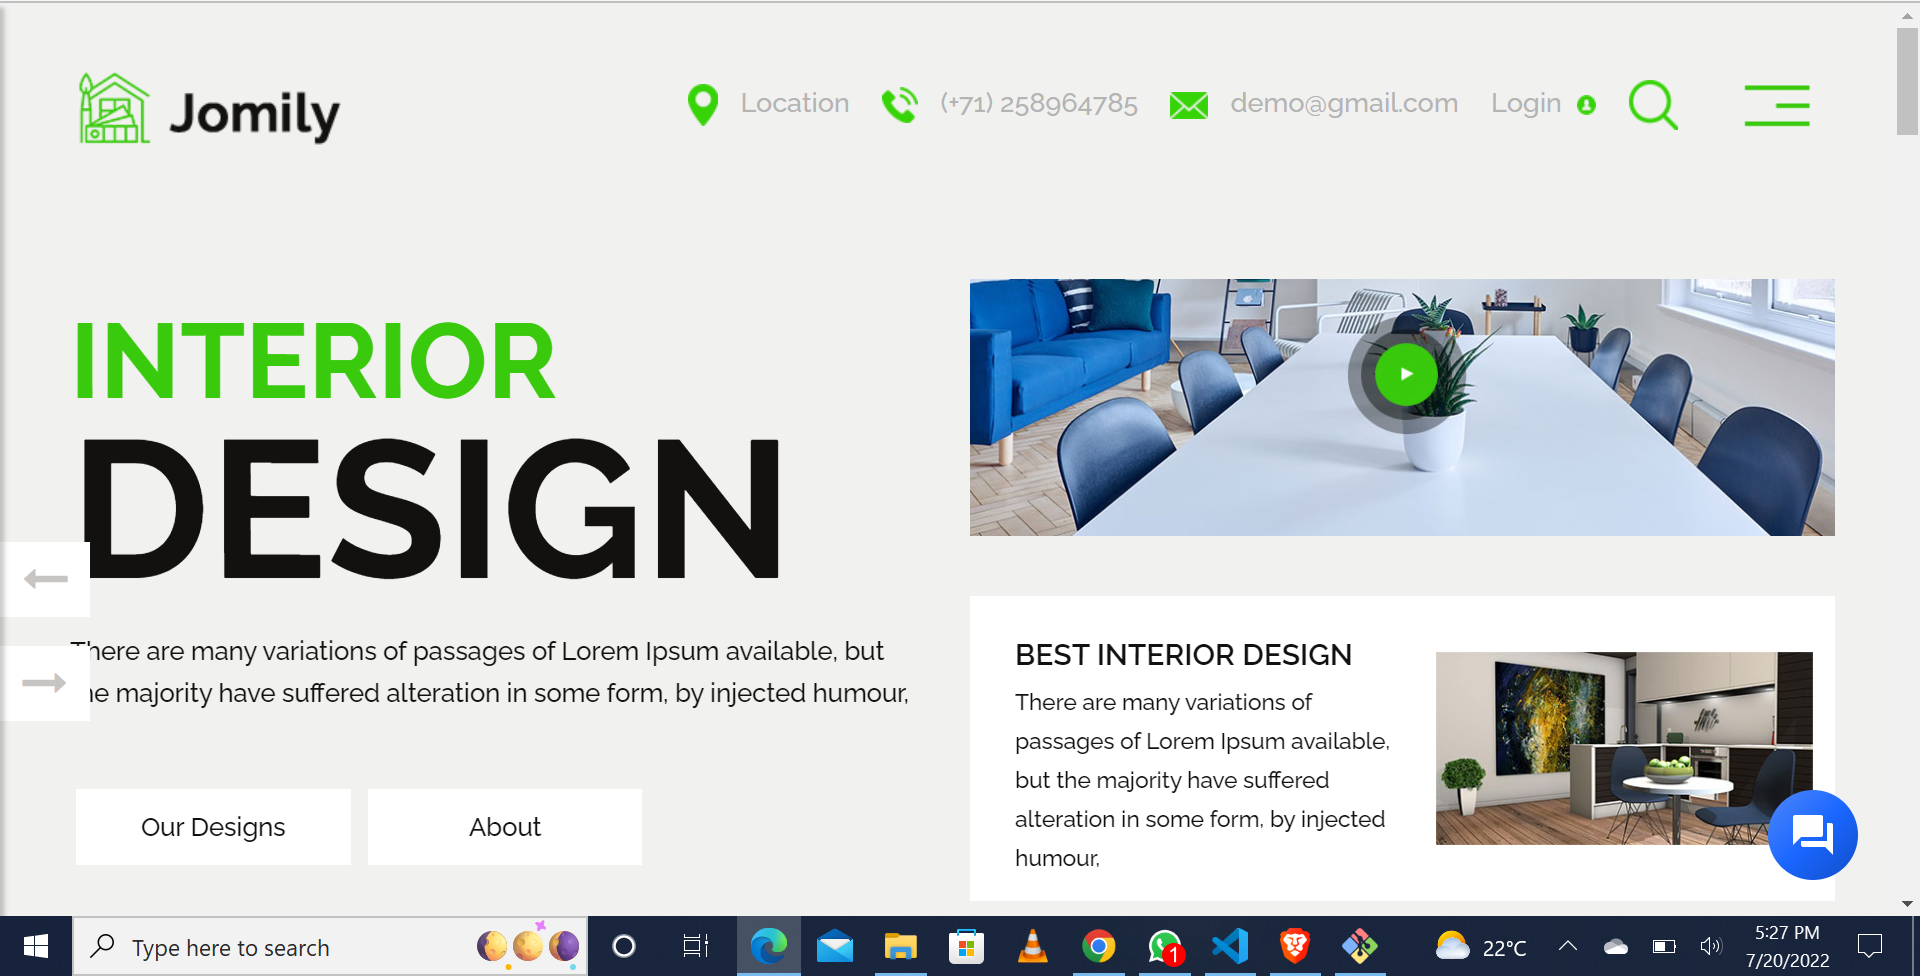 Jomily
Location
(+71) 258964785
demo@gmail.com
Login
INTERIOR
DESIGN
There are many variations of passages of Lorem Ipsum available, but
he majority have suffered alteration in some form, by injected humour,
Our Designs
About
BEST INTERIOR DESIGN
There are many variations of
passages of Lorem Ipsum available,
but the majority have suffered
alteration in some form, by injected
humour,
Type here to search
1
22°C
5:27 PM
7/20/2022